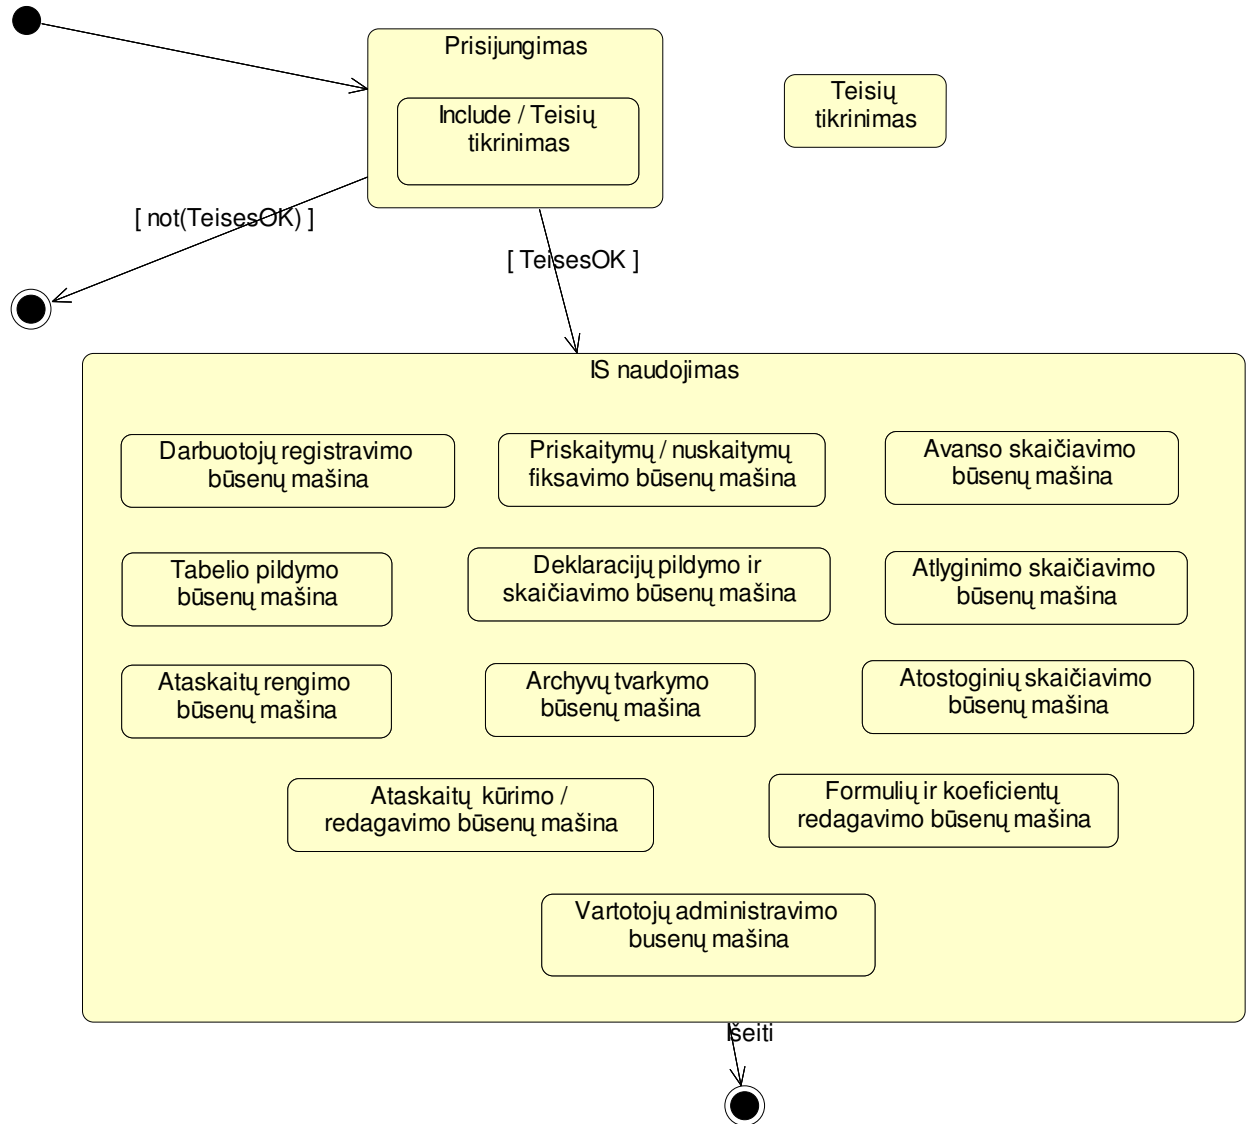 Prisijungimas
Include / Teisių
tikrinimas
Teisių
tikrinimas
[ not(TeisesOK) ]
[ TeisesOK ]
IS naudojimas
Darbuotojų registravimo
būsenų mašina
Priskaitymų / nuskaitymų
fiksavimo būsenų mašina
Avanso skaičiavimo
būsenų mašina
Tabelio pildymo
būsenų mašina
Deklaracijų pildymo ir
skaičiavimo būsenų mašina
Atlyginimo skaičiavimo
būsenų mašina
Ataskaitų rengimo
būsenų mašina
Archyvų tvarkymo
būsenų mašina
Atostoginių skaičiavimo
būsenų mašina
Ataskaitų kūrimo /
redagavimo būsenų mašina
Formulių ir koeficientų
redagavimo būsenų mašina
Vartotojų administravimo
busenų mašina
Išeiti